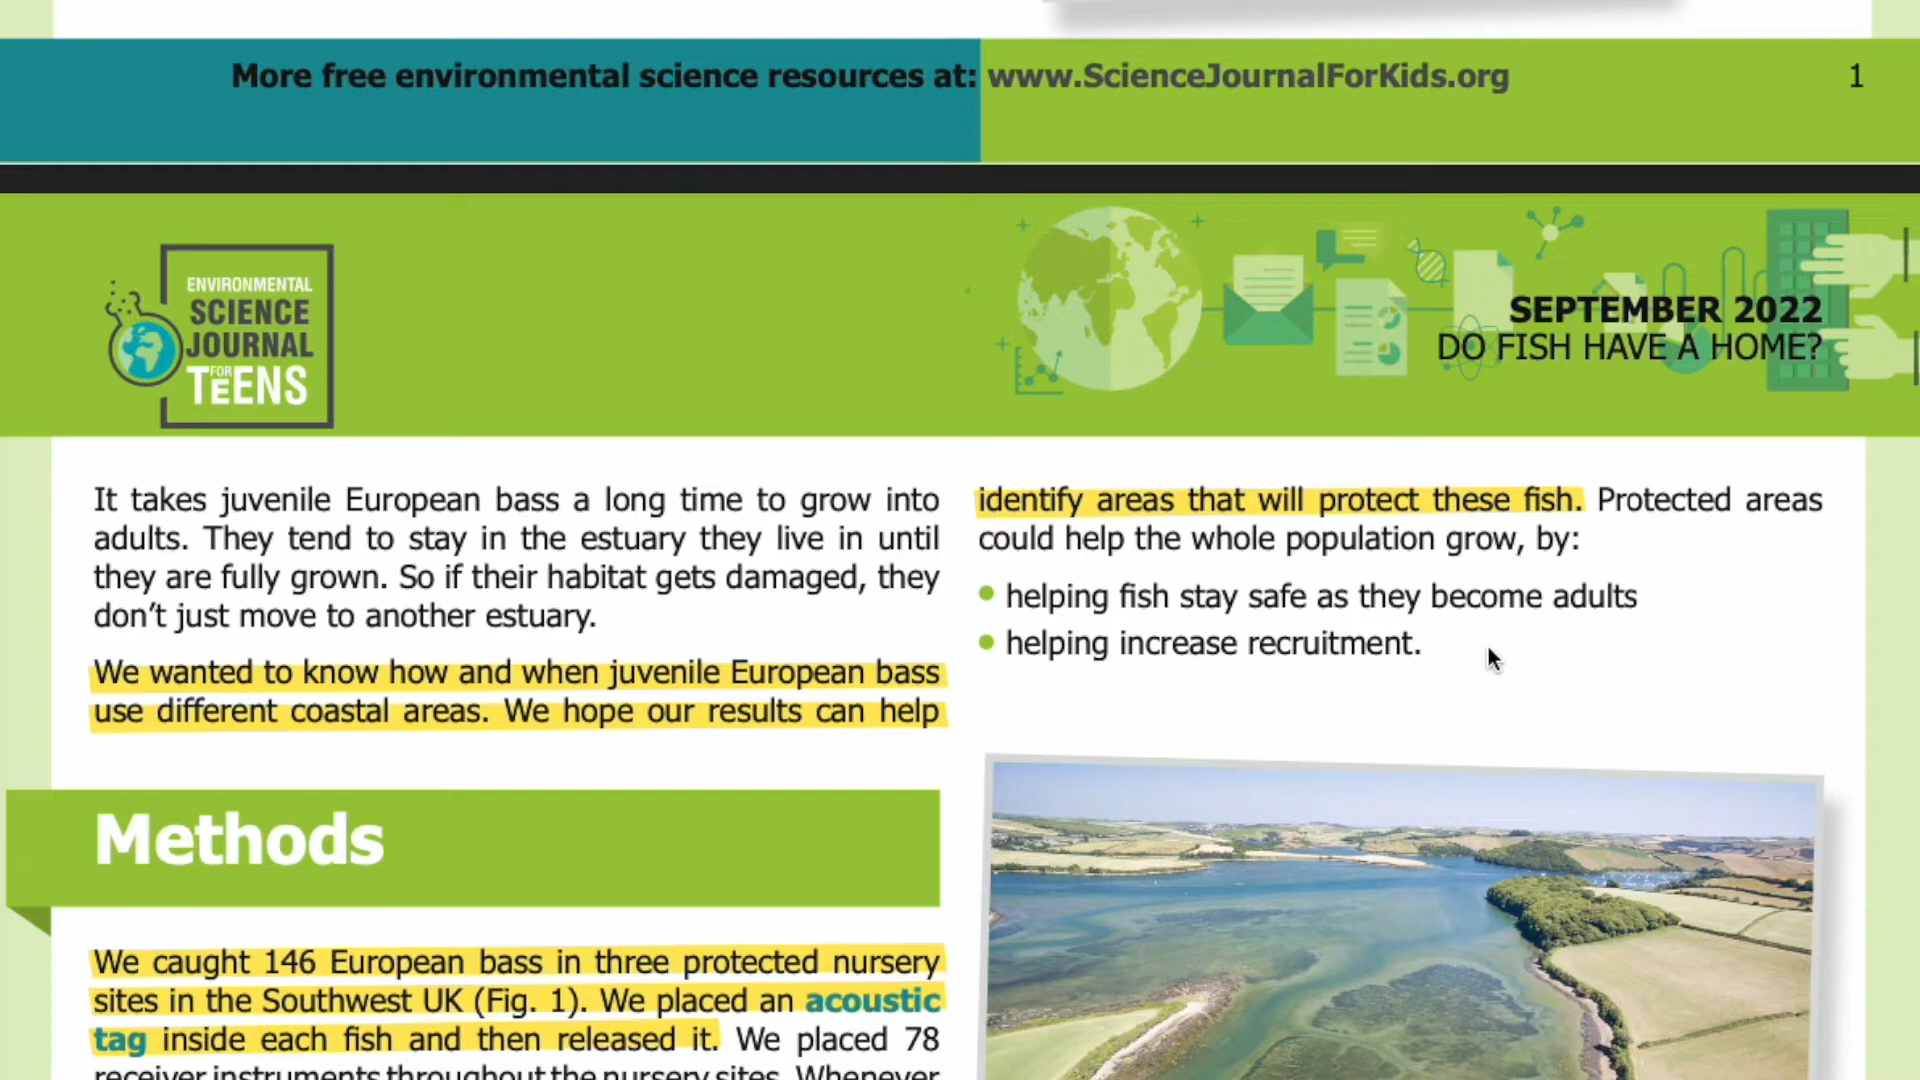 More free environmental science resources at: www.ScienceJournalForKids.org
1
ENVIRONMENTAL
SCIENCE
JOURNAL
FOR
TEENS
SEPTEMBER 2022
DO FISH HAVE A HOME?
It takes juvenile European bass a long time to grow into
adults. They tend to stay in the estuary they live in until
they are fully grown. So if their habitat gets damaged, they
don't just move to another estuary.
We wanted to know how and when juvenile European bass
use different coastal areas. We hope our results can help
identify areas that will protect these fish. Protected areas
could help the whole population grow, by:
• helping fish stay safe as they become adults
• helping increase recruitment.
Methods
We caught 146 European bass in three protected nursery
sites in the Southwest UK (Fig. 1). We placed an acoustic
tag inside each fish and then released it. We placed 78
receiver instruments throughout the nursery sites. Whenever